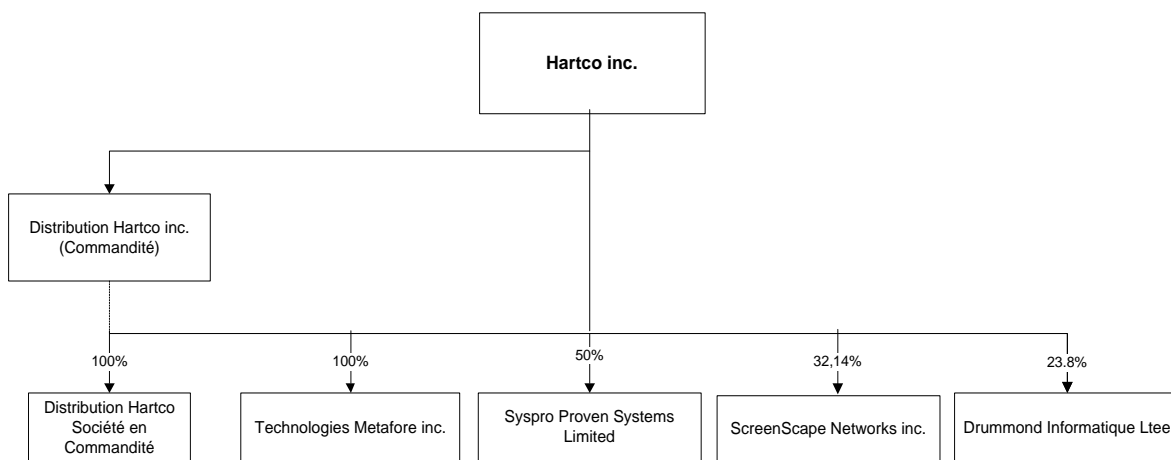 Hartco inc.
Distribution Hartco inc.
(Commandité)
100%
100%
50%
32,14%
23.8%
Distribution Hartco
Société en
Commandité
Technologies Metafore inc.
Syspro Proven Systems
Limited
ScreenScape Networks inc.
Drummond Informatique Ltee